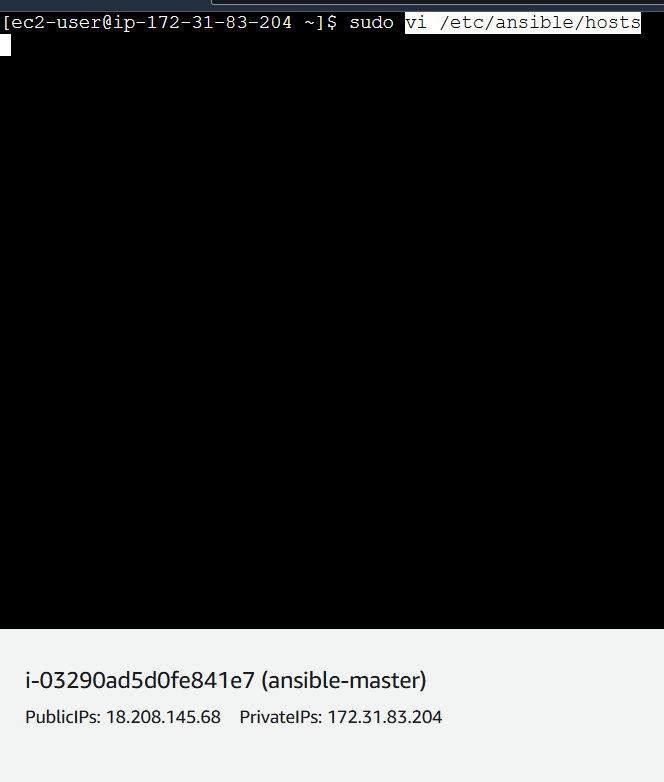 [ec2-user@ip-172-31-83-204 ~]$ sudo vi /etc/ansible/hosts
i-03290ad5d0fe841e7 (ansible-master)
PublicIPs: 18.208.145.68 PrivateIPs: 172.31.83.204